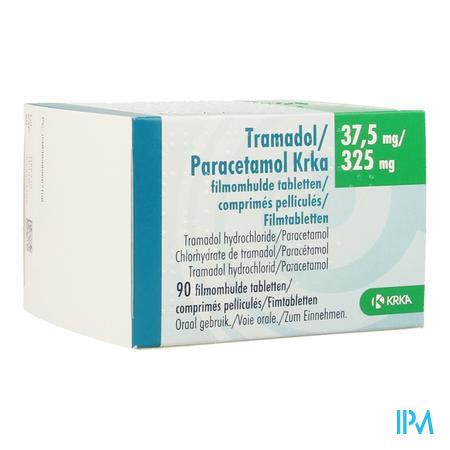 Tramadol/
Paracetamol Krka
37,5 mg/
325 mg
filmomhulde tabletten/
comprimés pelliculés/
Filmtabletten
Tramadol hydrochloride/Paracetamol
Chlorhydrate de tramadol/Paracétamol
Tramadol hydrochlorid/Paracetamol
90 filmomhulde tabletten/
comprimés pelliculés/Filmtabletten
Oraal gebruik./Voie orale./Zum Einnehmen.
KRKA
IPM